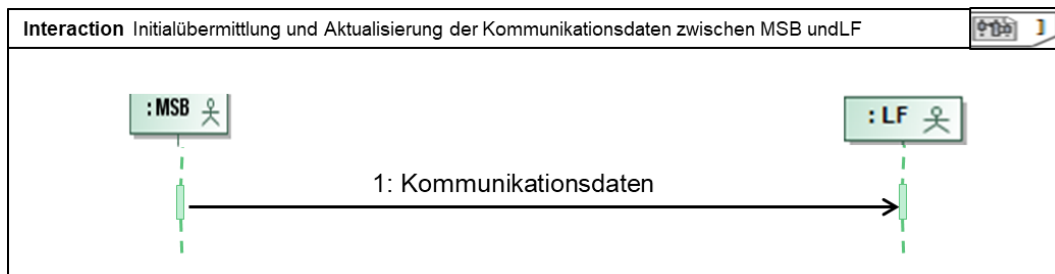 Interaction Initialübermittlung und Aktualisierung der Kommunikationsdaten zwischen MSB undLF
: MSB
: LF
1: Kommunikationsdaten